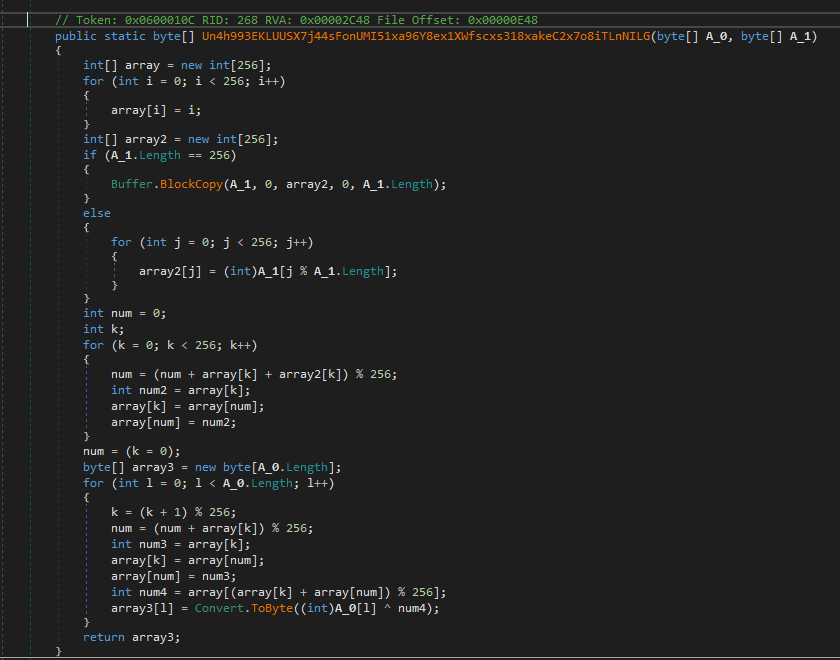 // Token: 0x0600010C RID: 268 RVA: 0x00002C48 File Offset: 0x00000E48
public static byte[] Un4h993EKLUUSX7j44sFonUMI51xa96Y8ex1XWfscxs318xakeC2x7o8iTLnNILG(byte[] A_0, byte[] A_1)
{
int[] array = new int[256];
for (int i = 0; i < 256; i++)
{
array[i] = i;
}
int[] array2 = new int[256];
if (A_1.Length == 256)
{
Buffer.BlockCopy(A_1, 0, array2, 0, A_1.Length);
}
else
{
for (int j = 0; j < 256; j++)
{
array2[j] = (int)A_1[j % A_1.Length];
}
}
int num = 0;
int k;
for (k = 0; k < 256; k++)
{
num = (num + array[k] + array2[k]) % 256;
int num2 = array[k];
array[k] = array[num];
array[num] = num2;
}
num = (k = 0);
byte[] array3 = new byte[A_0.Length];
for (int l = 0; l < A_0.Length; l++)
{
k = (k + 1) % 256;
num = (num + array[k]) % 256;
int num3 = array[k];
array[k] = array[num];
array[num] = num3;
int num4 = array[(array[k] + array[num]) % 256];
array3[l] = Convert.ToByte((int)A_0[l] ^ num4);
}
return array3;
}